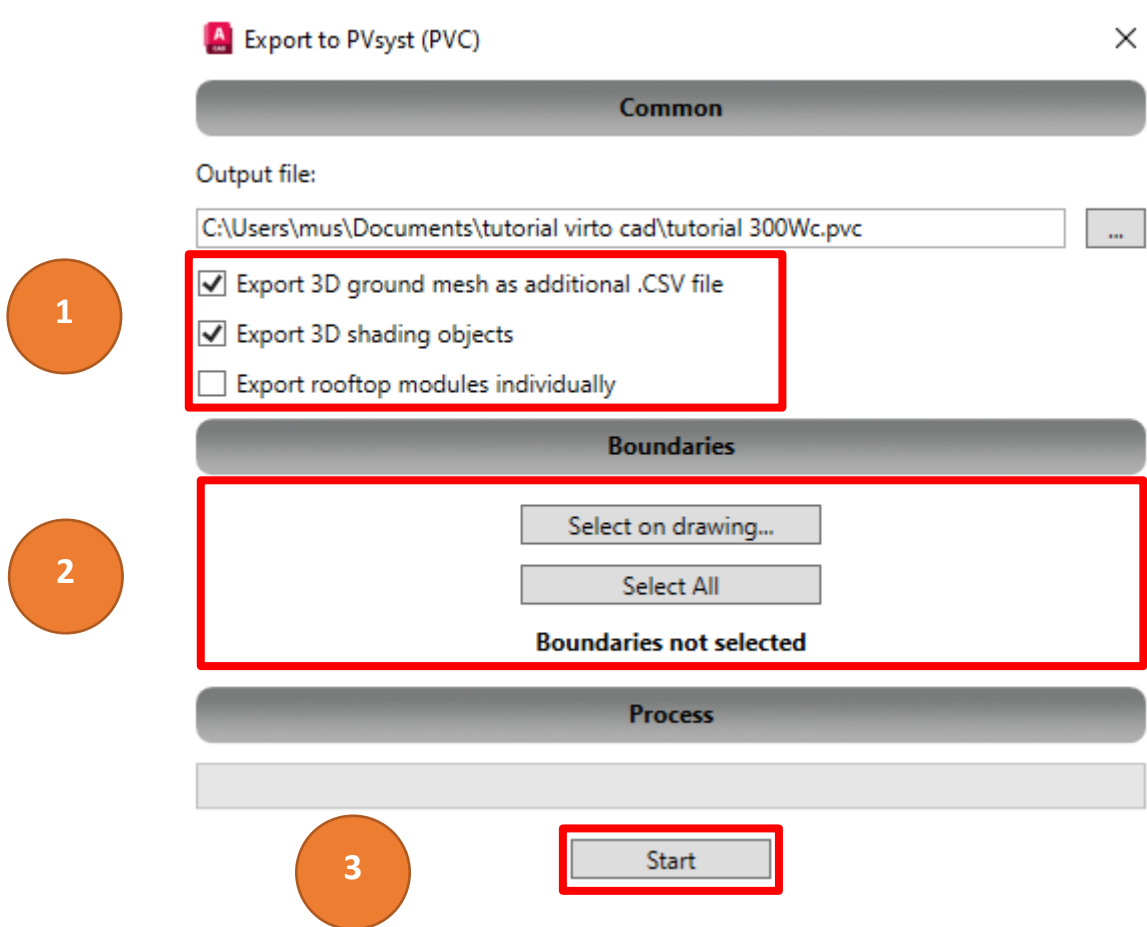 Export to PVsyst (PVC)
Common
Output file:
C:\Users\mus\Documents\tutorial virto cad\tutorial 300Wc.pvc
...
1
Export 3D ground mesh as additional .CSV file
Export 3D shading objects
Export rooftop modules individually
Boundaries
2
Select on drawing...
Select All
Boundaries not selected
Process
3
Start